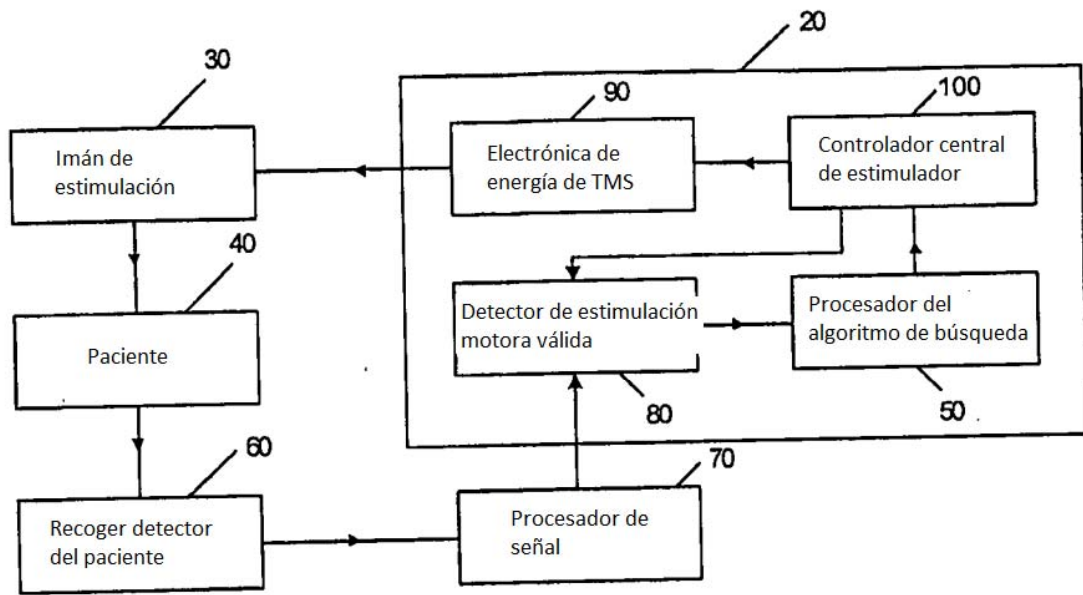 20
30
90
100
Imán de
estimulación
Electrónica de
energía de TMS
Controlador central
de estimulador
40
Paciente
Detector de estimulación
motora válida
Procesador del
algoritmo de búsqueda
80
50
60
70
Recoger detector
del paciente
Procesador de
señal